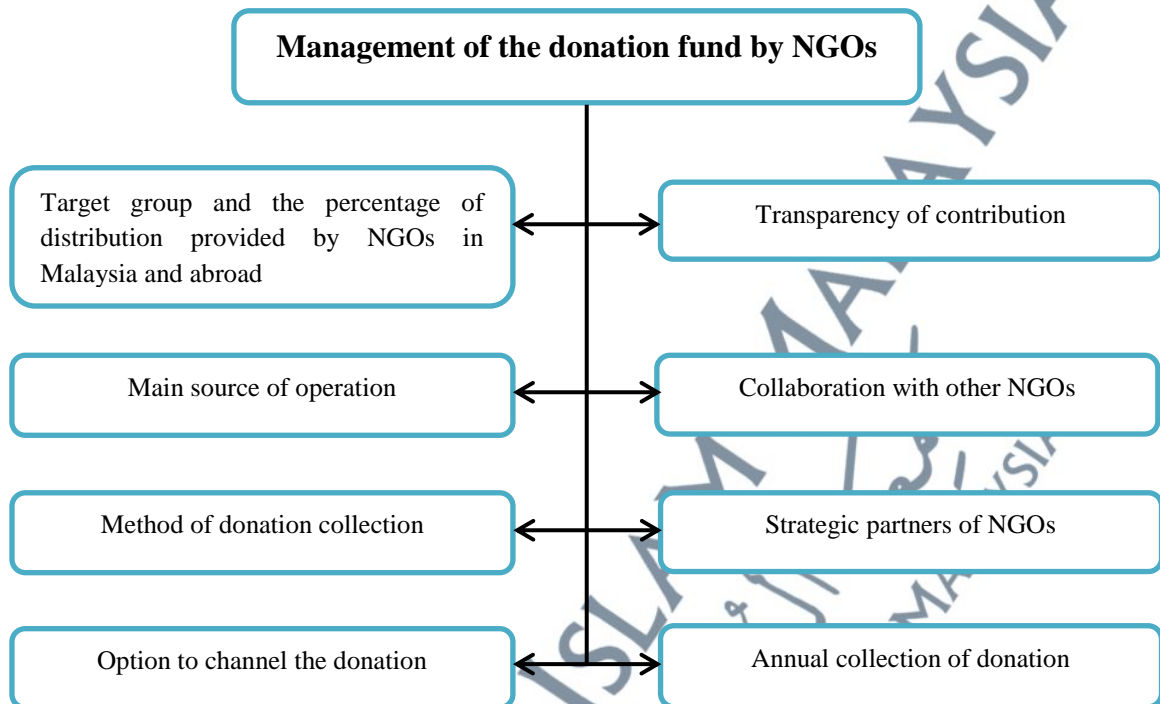 Management of the donation fund by NGOs
Target group and the percentage of
distribution provided by NGOs in
Malaysia and abroad
Transparency of contribution
Main source of operation
Collaboration with other NGOs
Method of donation collection
Strategic partners of NGOs
Option to channel the donation
Annual collection of donation
ISLAM MALAYSIA